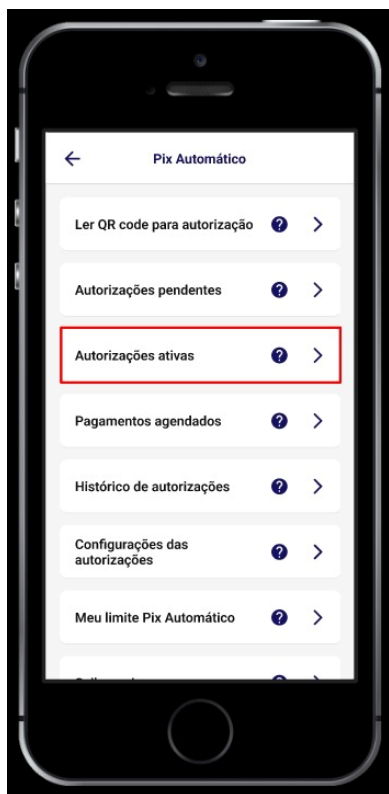 Pix Automático
Ler QR code para autorização ?
Autorizações pendentes ?
Autorizações ativas ?
Pagamentos agendados ?
Histórico de autorizações ?
Configurações das
autorizações ?
Meu limite Pix Automático ?